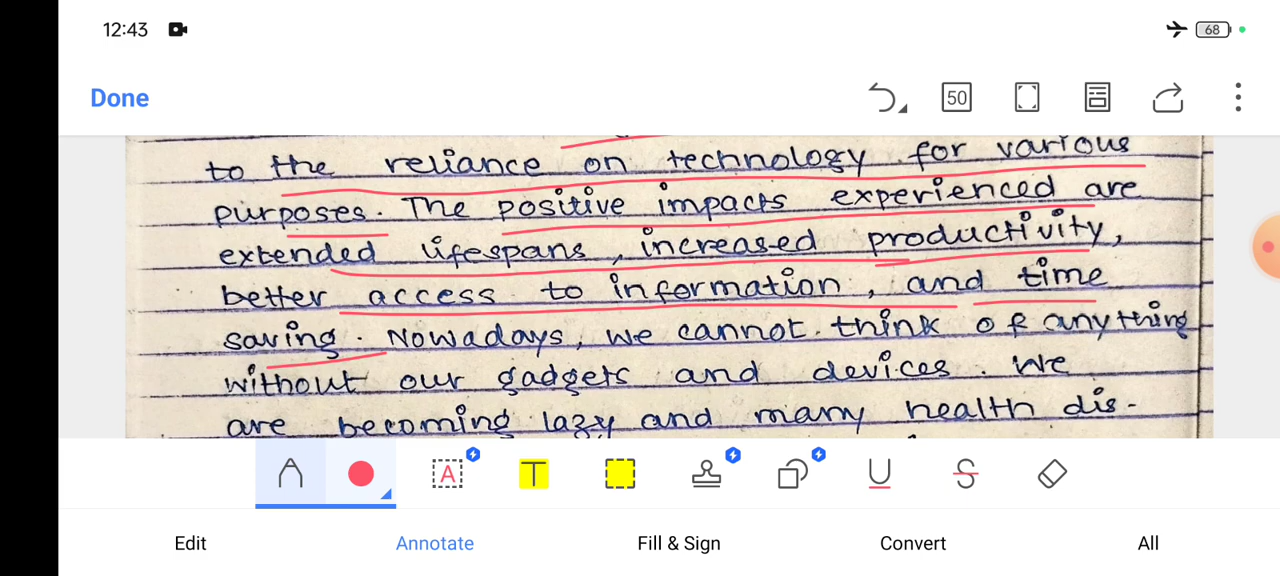 12:43
68
Done
50
to the reliance on technology for various
purposes. The positive impacts experienced are
extended lifespans, increased productivity,
better access to information, and time
saving. Nowadays, we cannot think of anything
without our gadgets and devices. We
are becoming lazy and many health dis-
A
T
U
S
Edit
Annotate
Fill & Sign
Convert
All